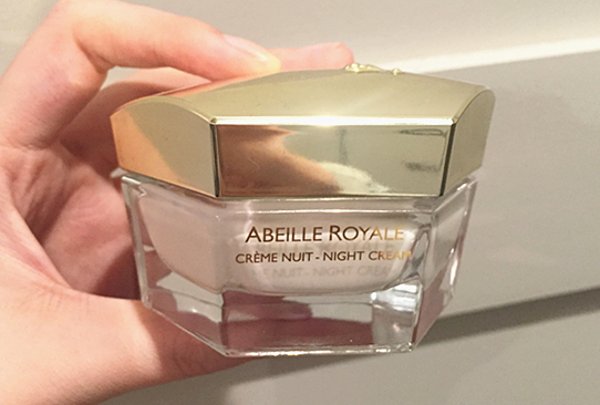 ABEILLE ROYALE
CRÈME NUIT - NIGHT CREAM